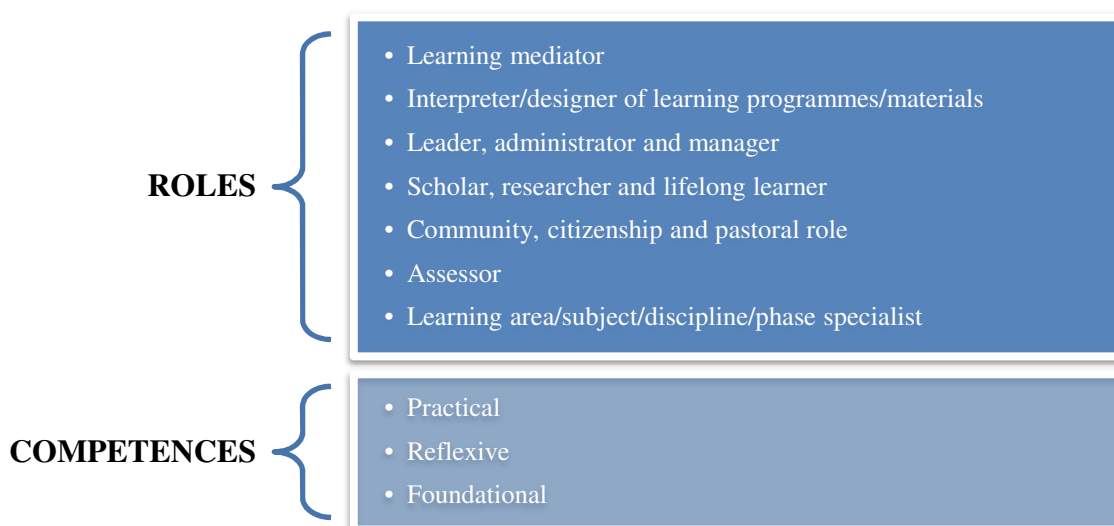 ROLES
• Learning mediator
• Interpreter/designer of learning programmes/materials
• Leader, administrator and manager
• Scholar, researcher and lifelong learner
• Community, citizenship and pastoral role
• Assessor
• Learning area/subject/discipline/phase specialist
COMPETENCES
• Practical
• Reflexive
• Foundational